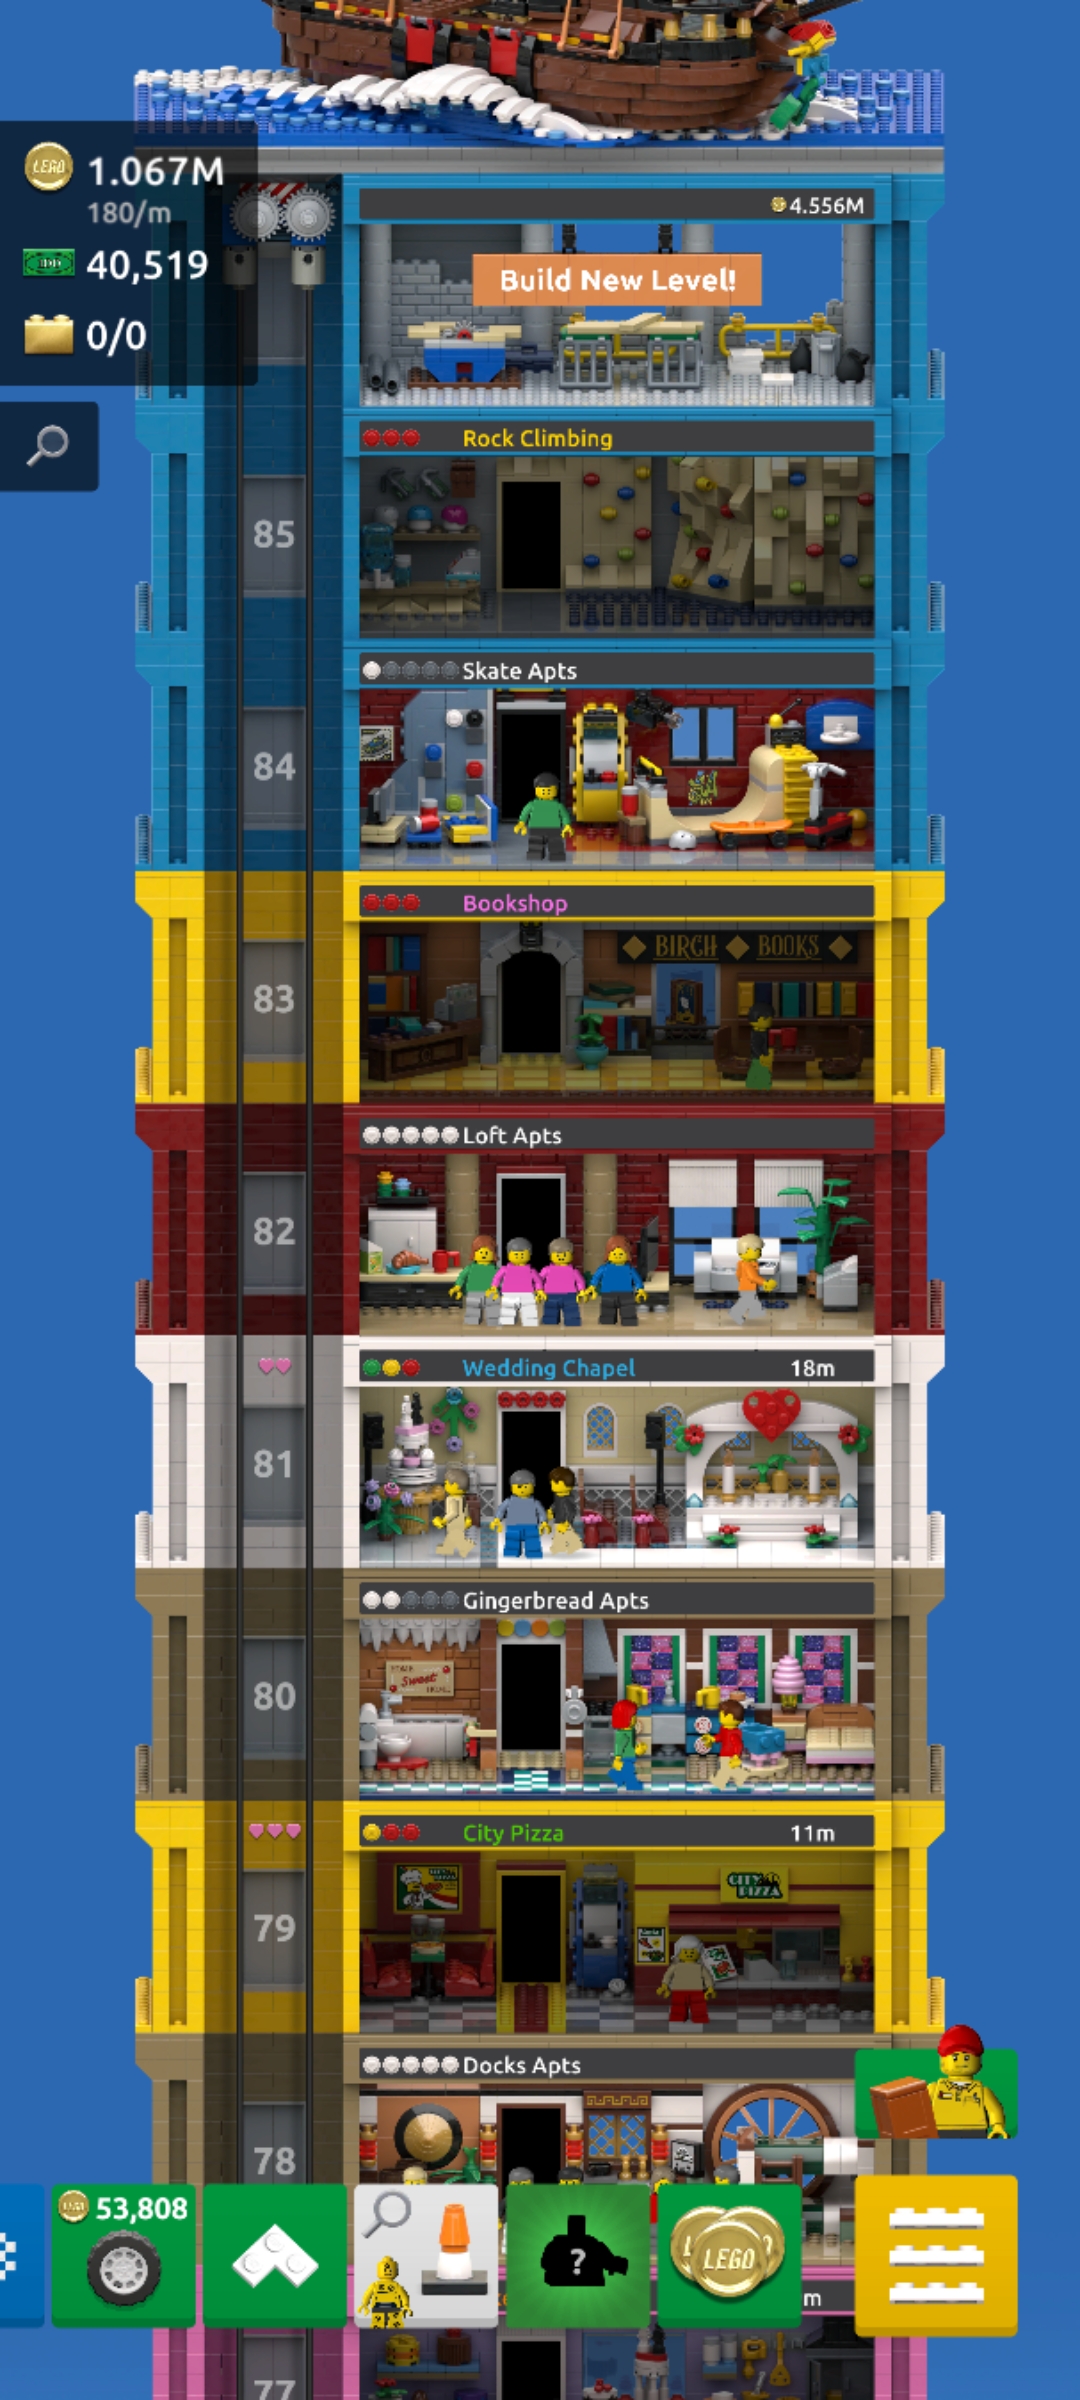 LEGO 1.067M
180/m
40,519
0/0
4.556M
Build New Level!
Rock Climbing
85
Skate Apts
84
Bookshop
BIRCH BOOKS
83
Loft Apts
82
Wedding Chapel 18m
81
Gingerbread Apts
Sweet
80
City Pizza 11m
CITY PIZZA
79
Docks Apts
78
53,808
?
LEGO
m
77